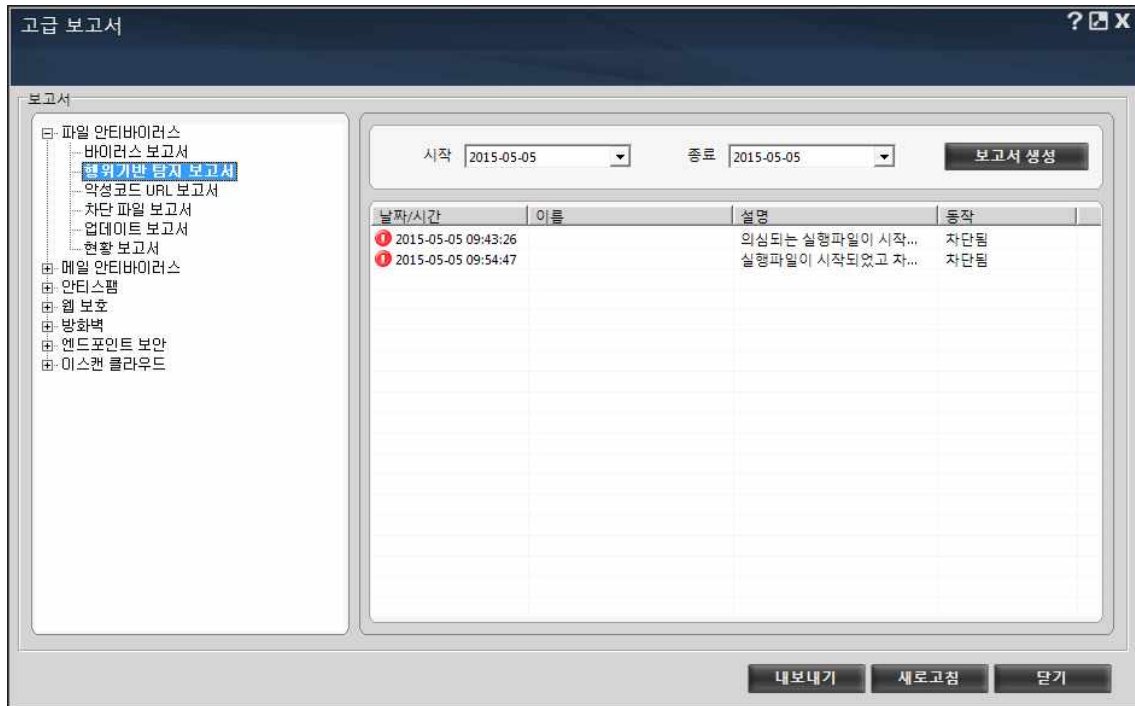 고급 보고서
보고서
파일 안티바이러스
바이러스 보고서
행위기반 탐지 보고서
악성코드 URL 보고서
차단 파일 보고서
업데이트 보고서
현황 보고서
메일 안티바이러스
안티스팸
웹 보호
방화벽
엔드포인트 보안
이스캔 클라우드
시작 2015-05-05 종료 2015-05-05 보고서 생성
날짜/시간 이름 설명 동작
2015-05-05 09:43:26 의심되는 실행파일이 시작... 차단됨
2015-05-05 09:54:47 실행파일이 시작되었고 차... 차단됨
내보내기 새로고침 닫기